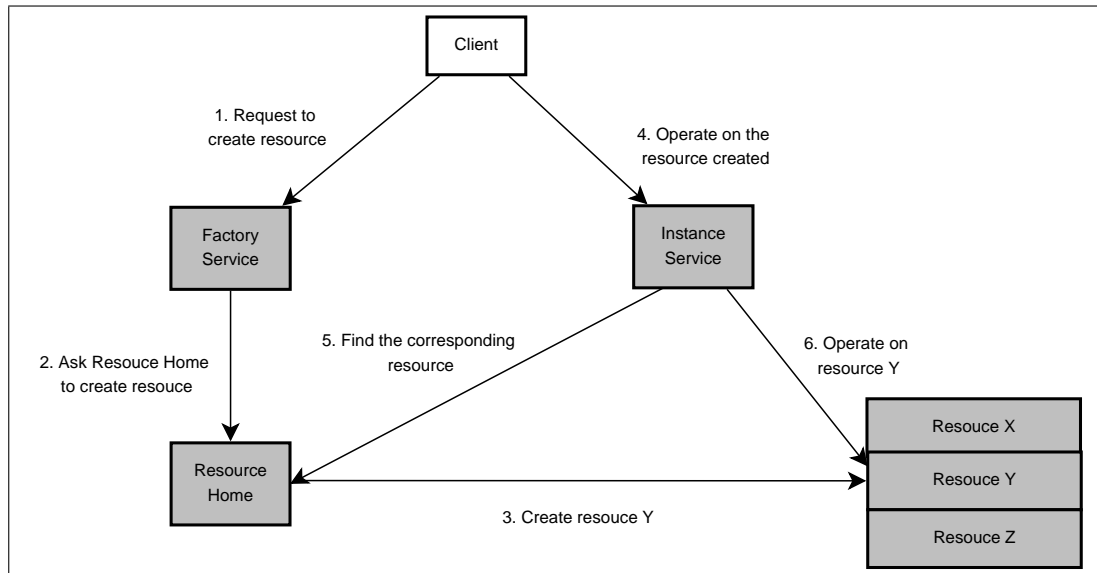 Client
1. Request to
create resource
4. Operate on the
resource created
Factory
Service
Instance
Service
2. Ask Resouce Home
to create resouce
5. Find the corresponding
resource
6. Operate on
resource Y
Resouce X
Resource
Home
Resouce Y
3. Create resouce Y
Resouce Z